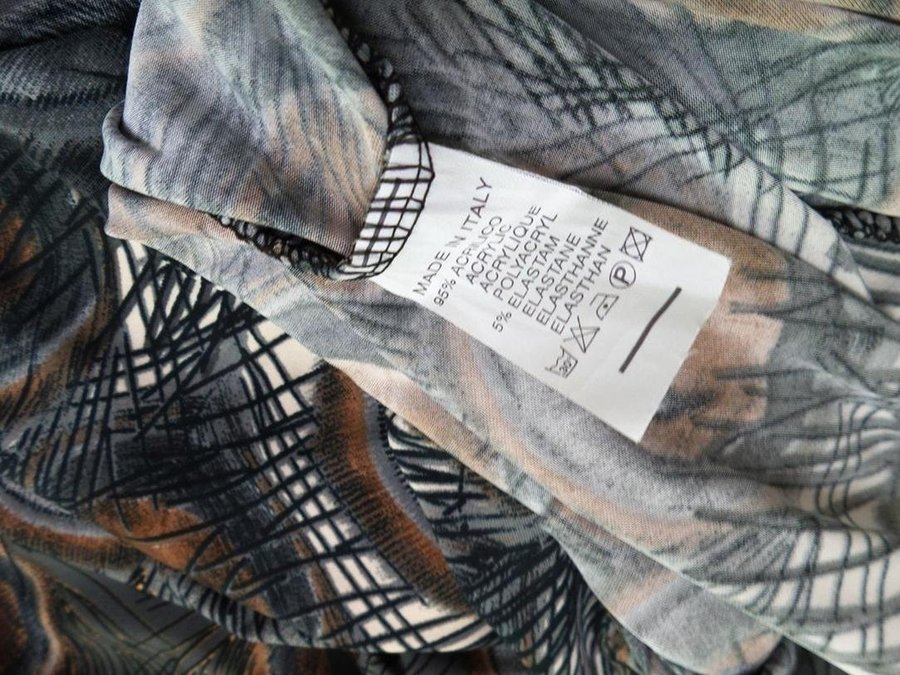 MADE IN ITALY
95% ACRILICO
ACRYLIC
ACRYLIQUE
POLYACRYL
5% ELASTAM
ELASTANE
ELASTHANNE
ELASTHAN
P